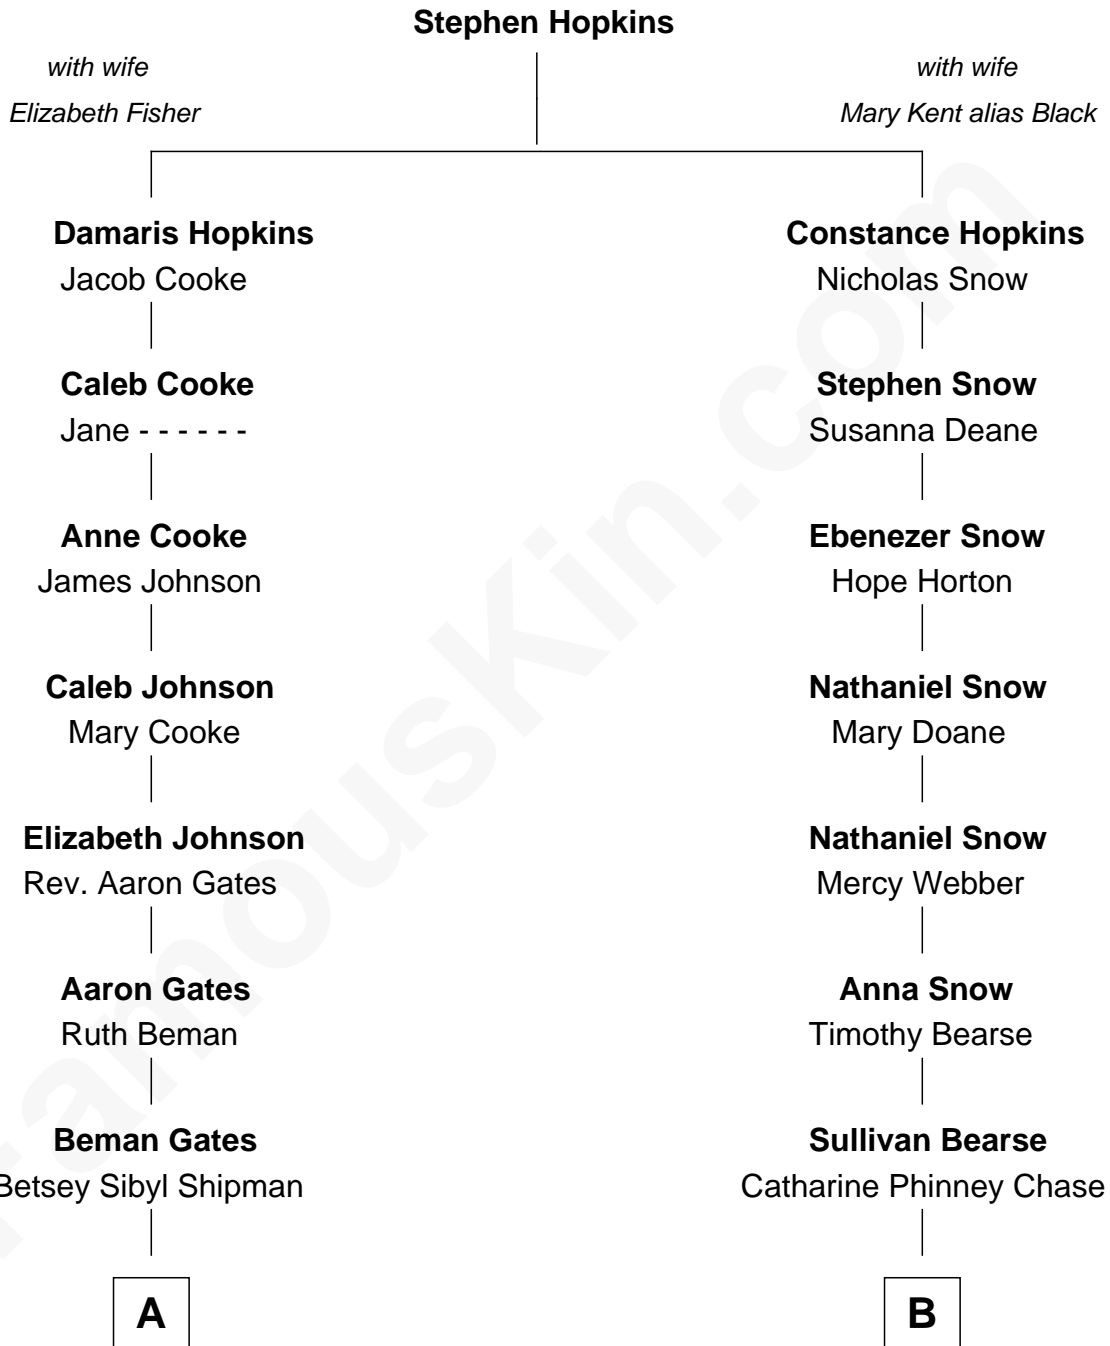 Stephen Hopkins
with wife
Elizabeth Fisher
with wife
Mary Kent alias Black
Damaris Hopkins
Jacob Cooke
Constance Hopkins
Nicholas Snow
Caleb Cooke
Jane - - - - - -
Stephen Snow
Susanna Deane
Anne Cooke
James Johnson
Ebenezer Snow
Hope Horton
Caleb Johnson
Mary Cooke
Nathaniel Snow
Mary Doane
Elizabeth Johnson
Rev. Aaron Gates
Nathaniel Snow
Mercy Webber
Aaron Gates
Ruth Beman
Anna Snow
Timothy Bearse
Beman Gates
Betsey Sibyl Shipman
Sullivan Bearse
Catharine Phinney Chase
A
B
FamousKin.com